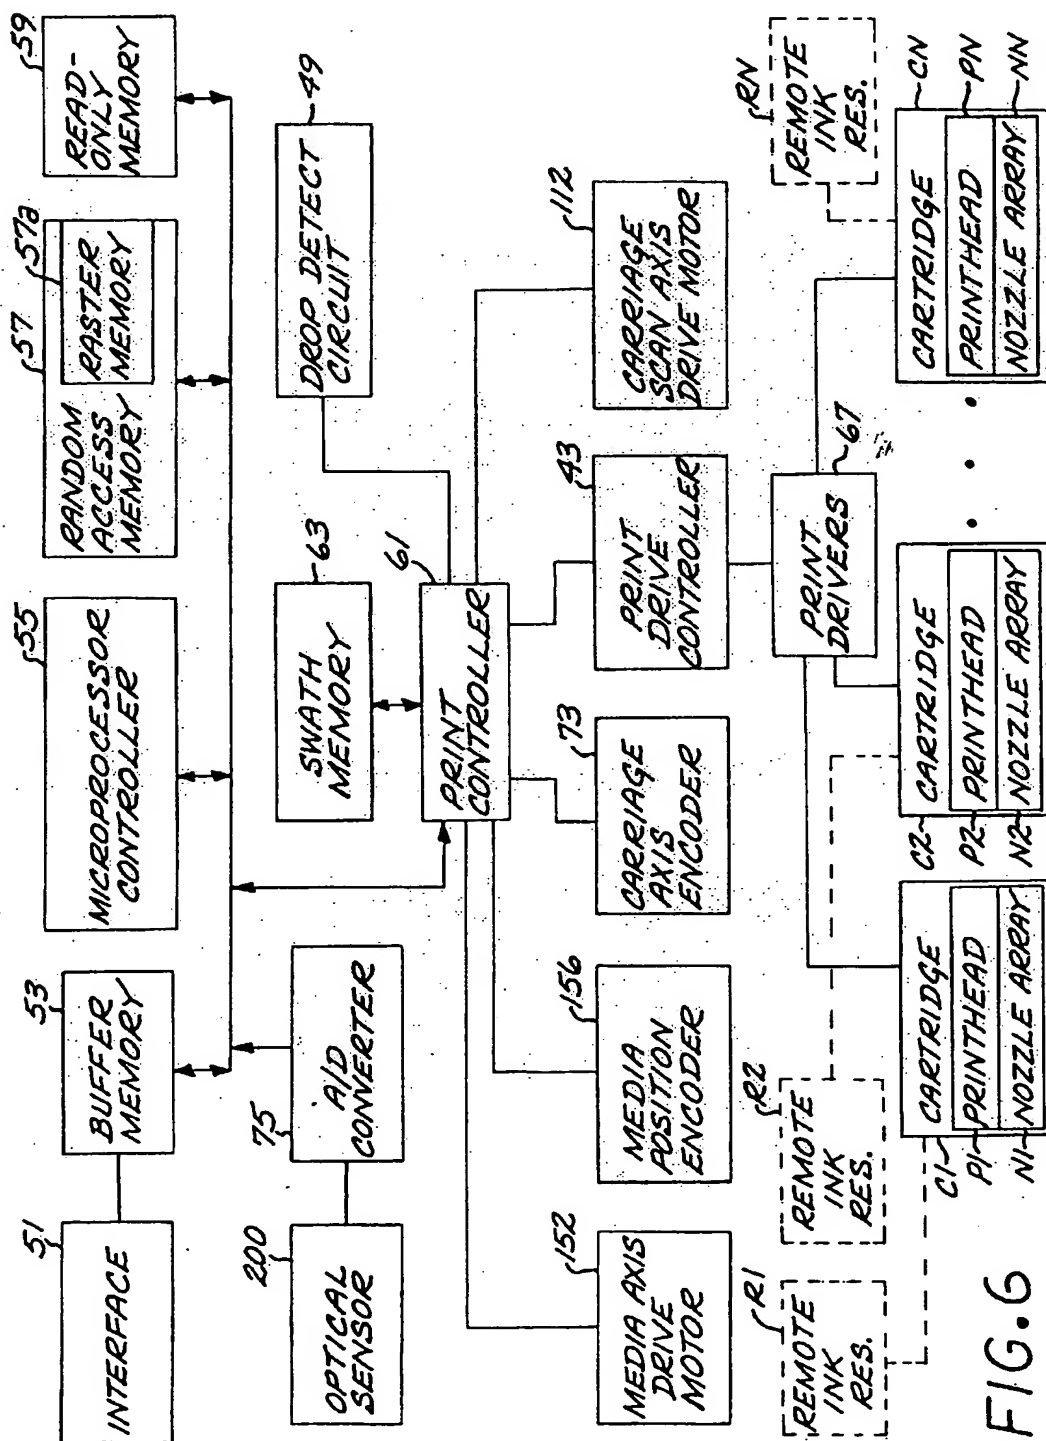 51
INTERFACE
53
BUFFER
MEMORY
55
MICROPROCESSOR
CONTROLLER
57
57a
RANDOM
ACCESS
MEMORY
RASTER
MEMORY
59
READ-
ONLY
MEMORY
200
OPTICAL
SENSOR
75
A/D
CONVERTER
63
SWATH
MEMORY
49
DROP DETECT
CIRCUIT
61
PRINT
CONTROLLER
152
MEDIA AXIS
DRIVE
MOTOR
156
MEDIA
POSITION
ENCODER
73
CARRIAGE
AXIS
ENCODER
43
PRINT
DRIVE
CONTROLLER
112
CARRIAGE
SCAN AXIS
DRIVE MOTOR
R1
REMOTE
INK
RES.
R2
REMOTE
INK
RES.
67
PRINT
DRIVERS
RN
REMOTE
INK
RES.
C1
CARTRIDGE
P1
PRINTHEAD
N1
NOZZLE ARRAY
C2
CARTRIDGE
P2
PRINTHEAD
N2
NOZZLE ARRAY
• • •
CARTRIDGE
CN
PRINTHEAD
PN
NOZZLE ARRAY
NN
FIG.6